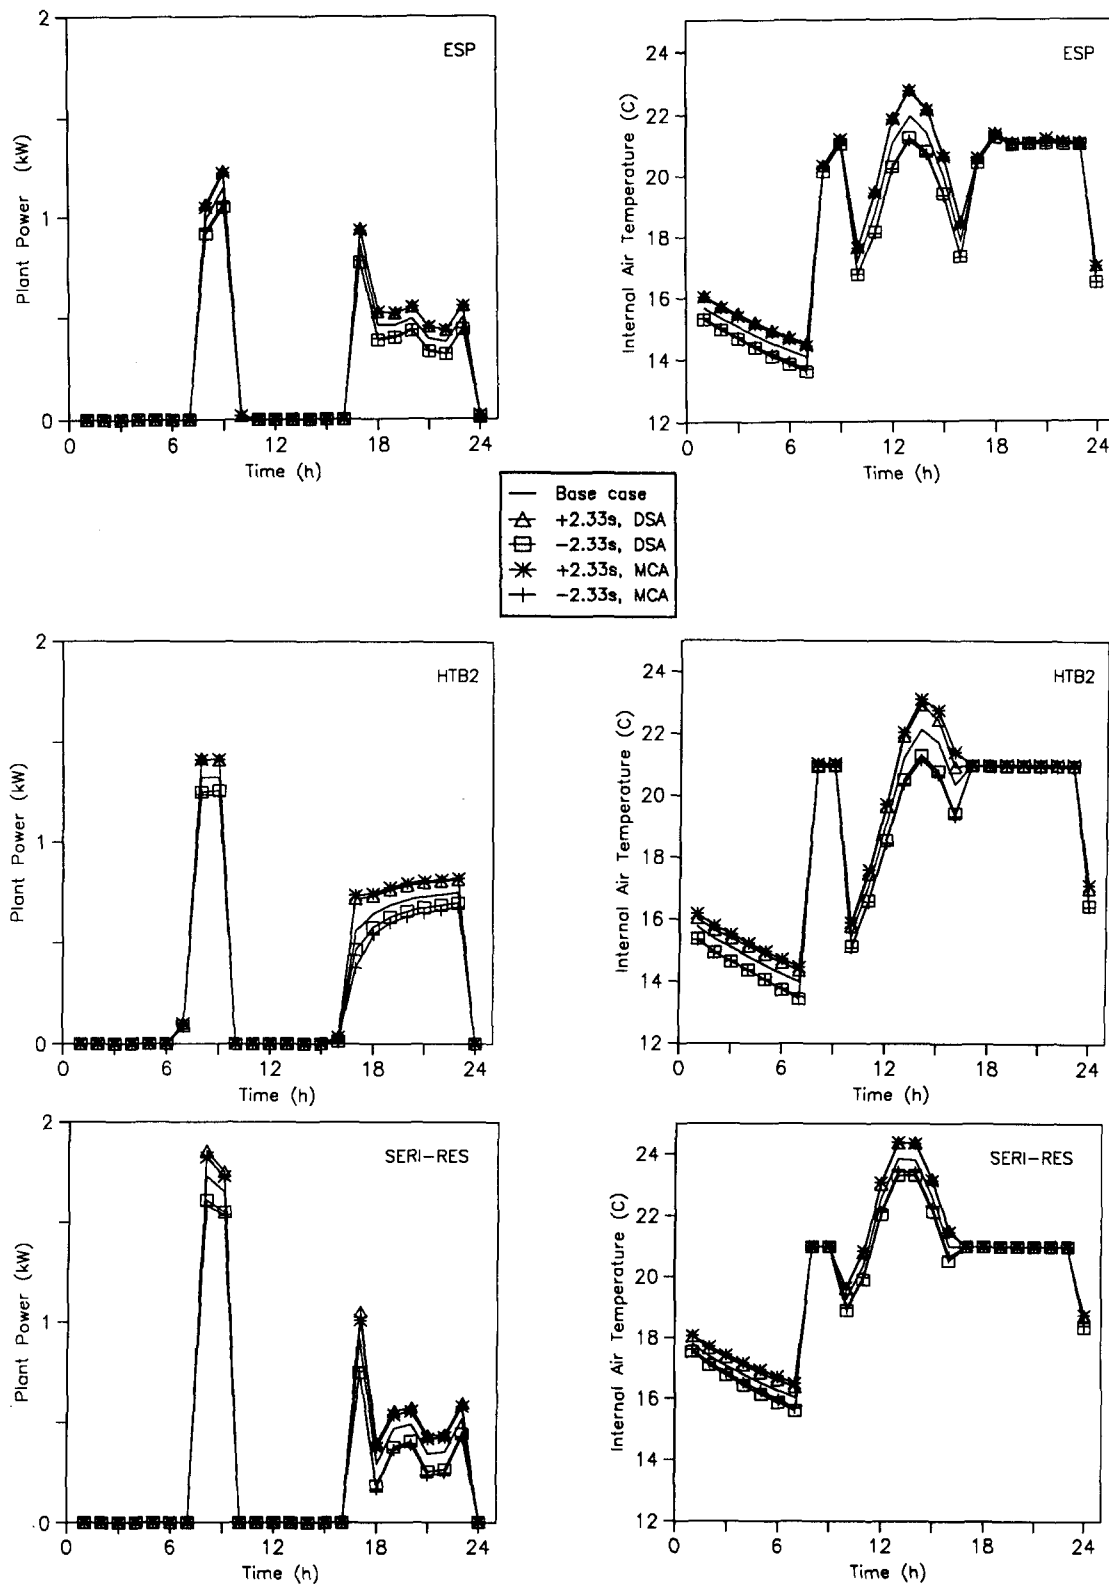 ESP
Plant Power (kW)
2
1
0
0 6 12 18 24
Time (h)
ESP
Internal Air Temperature (C)
24
22
20
18
16
14
12
0 6 12 18 24
Time (h)
Base case
+2.33s, DSA
-2.33s, DSA
+2.33s, MCA
-2.33s, MCA
HTB2
Plant Power (kW)
2
1
0
0 6 12 18 24
Time (h)
HTB2
Internal Air Temperature (C)
24
22
20
18
16
14
12
0 6 12 18 24
Time (h)
SERI-RES
Plant Power (kW)
2
1
0
0 6 12 18 24
Time (h)
SERI-RES
Internal Air Temperature (C)
24
22
20
18
16
14
12
0 6 12 18 24
Time (h)